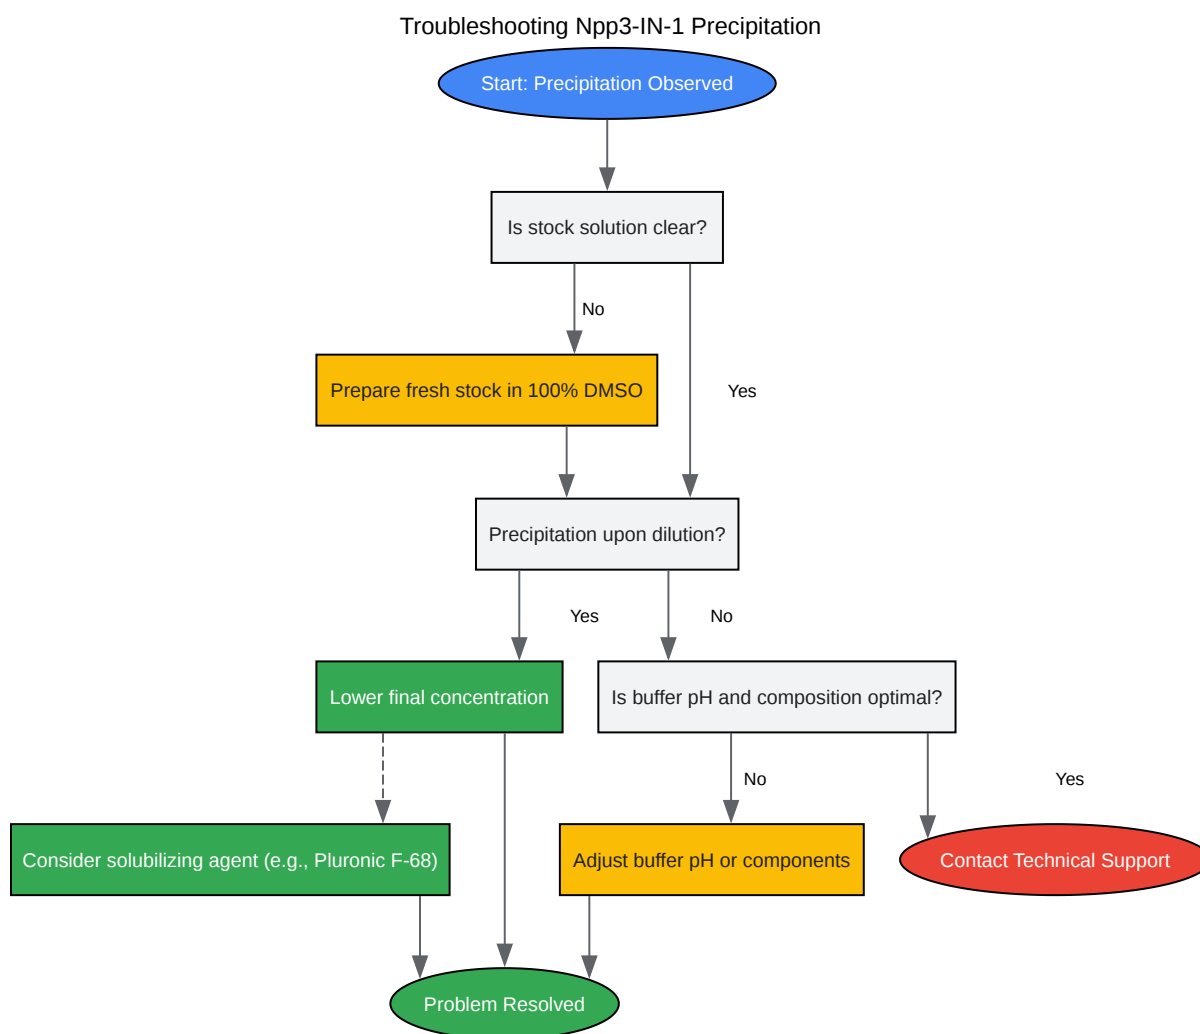 Troubleshooting Npp3-IN-1 Precipitation
Start: Precipitation Observed
Is stock solution clear?
No
Prepare fresh stock in 100% DMSO
Yes
Precipitation upon dilution?
Yes
No
Lower final concentration
Is buffer pH and composition optimal?
No
Yes
Consider solubilizing agent (e.g., Pluronic F-68)
Adjust buffer pH or components
Contact Technical Support
Problem Resolved